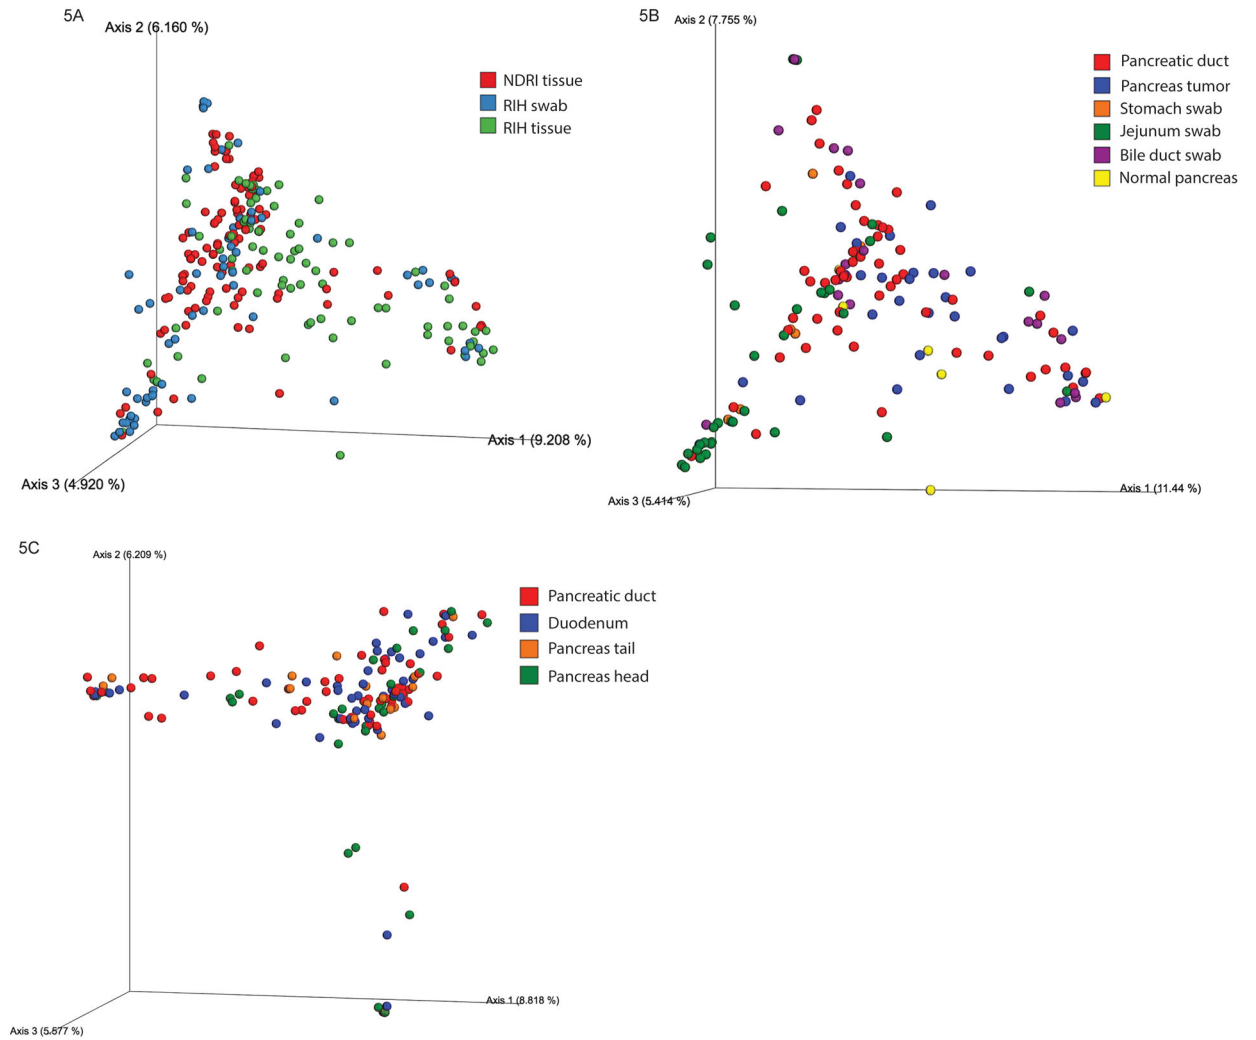 5A
Axis 2 (6.160 %)
NDRI tissue
RIH swab
RIH tissue
Axis 1 (9.208 %)
Axis 3 (4.920 %)
5B
Axis 2 (7.755 %)
Pancreatic duct
Pancreas tumor
Stomach swab
Jejunum swab
Bile duct swab
Normal pancreas
Axis 1 (11.44 %)
Axis 3 (5.414 %)
5C
Axis 2 (6.209 %)
Pancreatic duct
Duodenum
Pancreas tail
Pancreas head
Axis 1 (8.818 %)
Axis 3 (5.577 %)